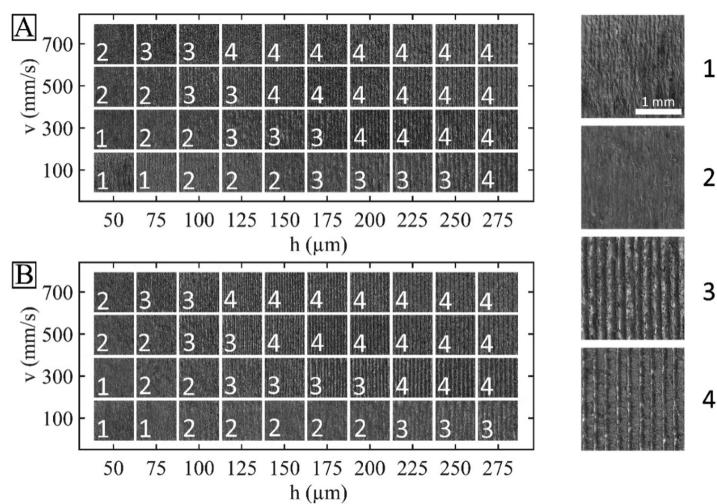 A
v (mm/s)
700 2 3 3 4 4 4 4 4 4 4
500 2 2 3 3 4 4 4 4 4 4
300 1 2 2 3 3 3 4 4 4 4
100 1 1 2 2 2 3 3 3 3 4
50 75 100 125 150 175 200 225 250 275
h (μm)
B
v (mm/s)
700 2 3 3 4 4 4 4 4 4 4
500 2 2 3 3 4 4 4 4 4 4
300 1 2 2 3 3 3 3 4 4 4
100 1 1 2 2 2 2 2 3 3 3
50 75 100 125 150 175 200 225 250 275
h (μm)
1 mm
1
2
3
4